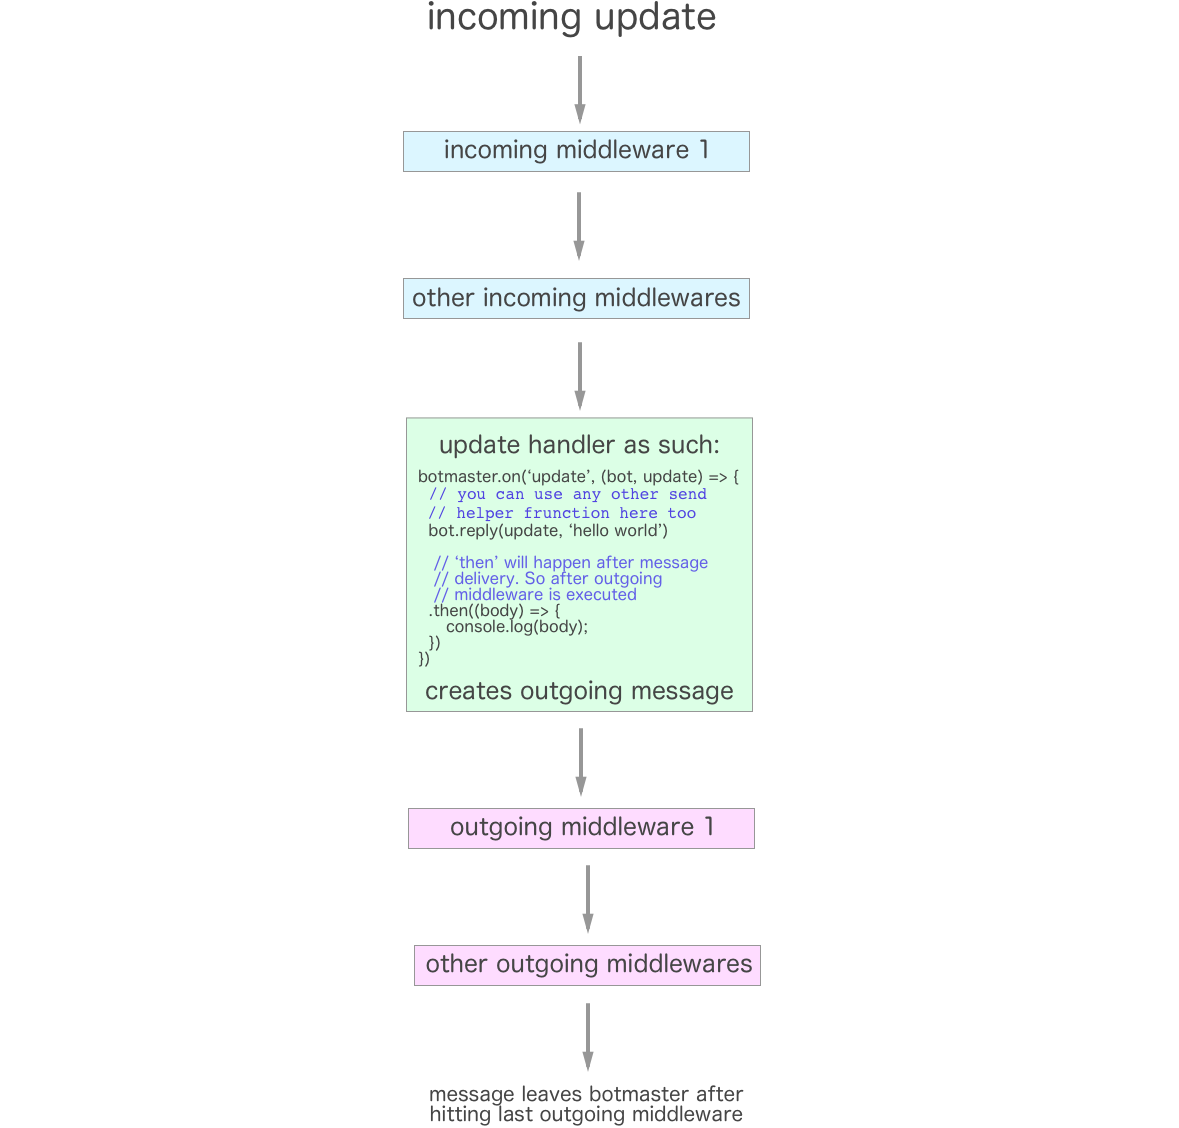 incoming update
incoming middleware 1
other incoming middlewares
update handler as such:
botmaster.on(‘update’, (bot, update) => {
// you can use any other send
// helper frunction here too
bot.reply(update, ‘hello world’)
// ‘then’ will happen after message
// delivery. So after outgoing
// middleware is executed
.then((body) => {
console.log(body);
})
})
creates outgoing message
outgoing middleware 1
other outgoing middlewares
message leaves botmaster after
hitting last outgoing middleware